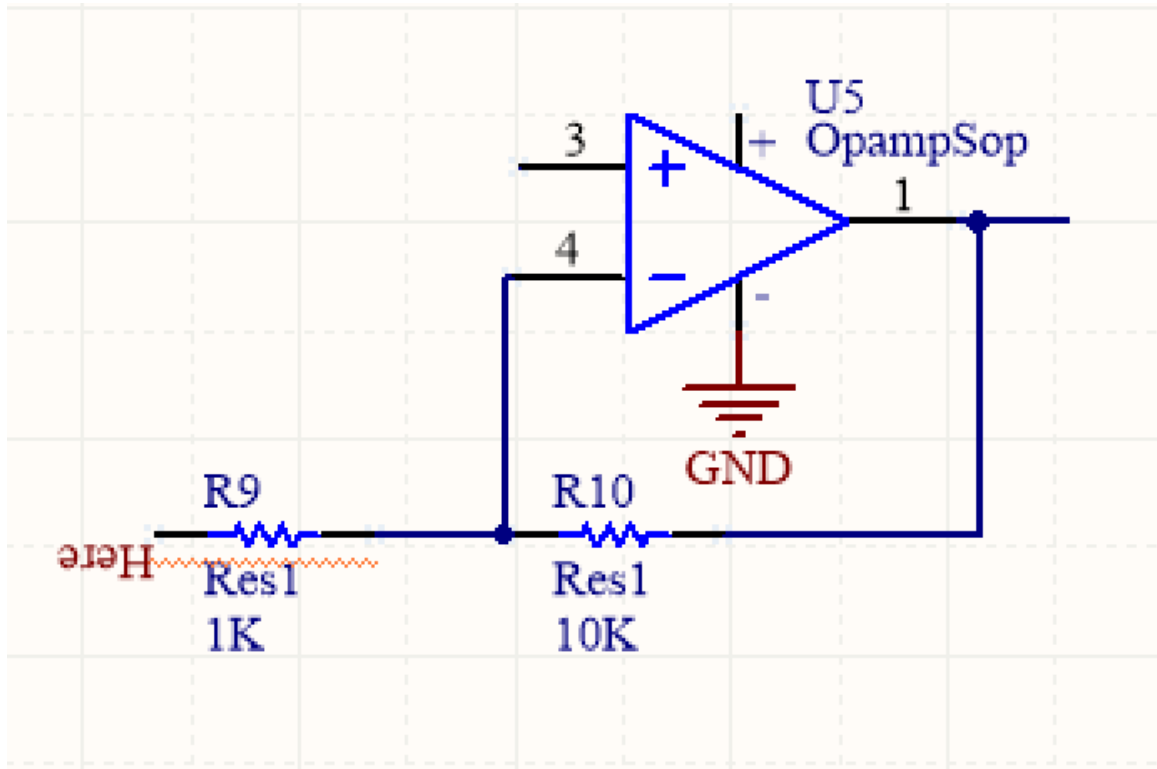 U5
OpampSop
3
+
+
1
4
-
-
GND
R9
R10
Here
Res1
Res1
1K
10K